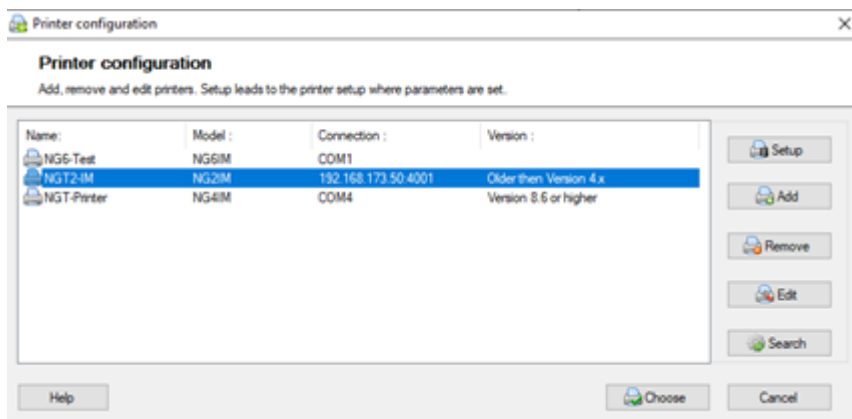 Printer configuration
Printer configuration
Add, remove and edit printers. Setup leads to the printer setup where parameters are set.
Name: Model : Connection : Version :
NG6-Test NG6IM COM1
NGT2-IM NG2IM 192.168.173.50:4001 Older then Version 4.x
NGT-Printer NG4IM COM4 Version 8.6 or higher
Setup
Add
Remove
Edit
Search
Help Choose Cancel